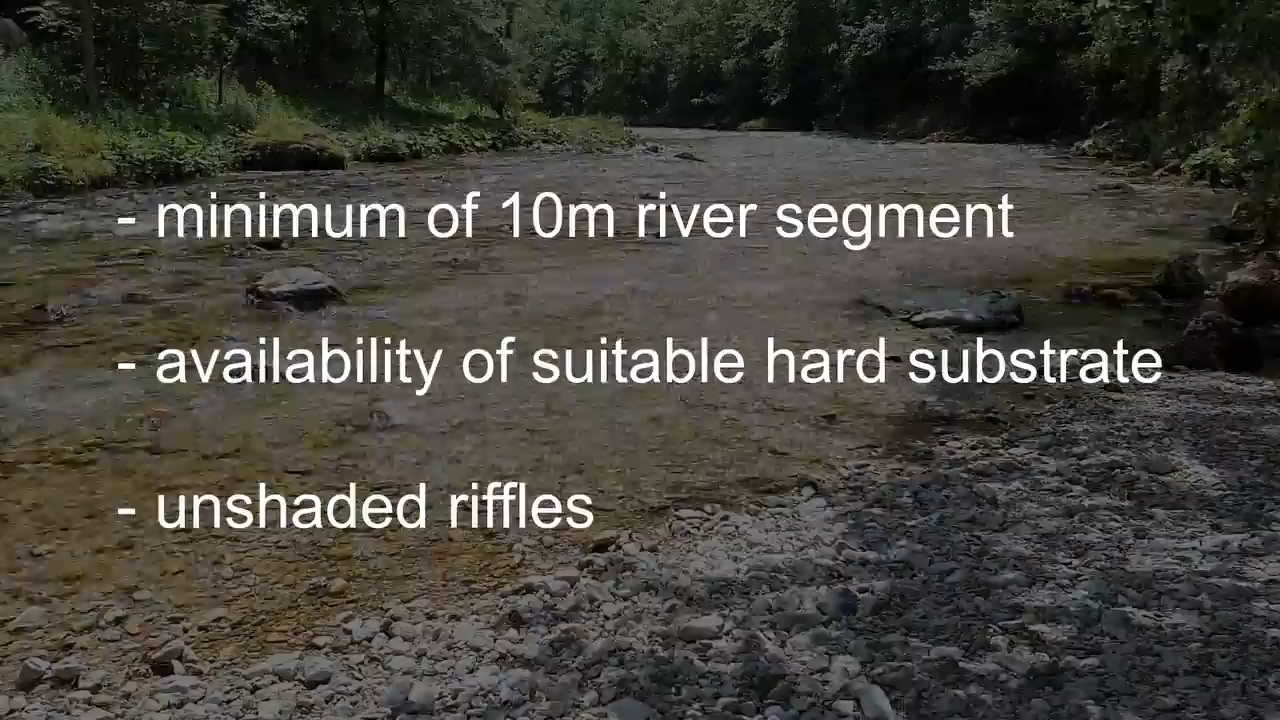 - minimum of 10m river segment
- availability of suitable hard substrate
- unshaded riffles